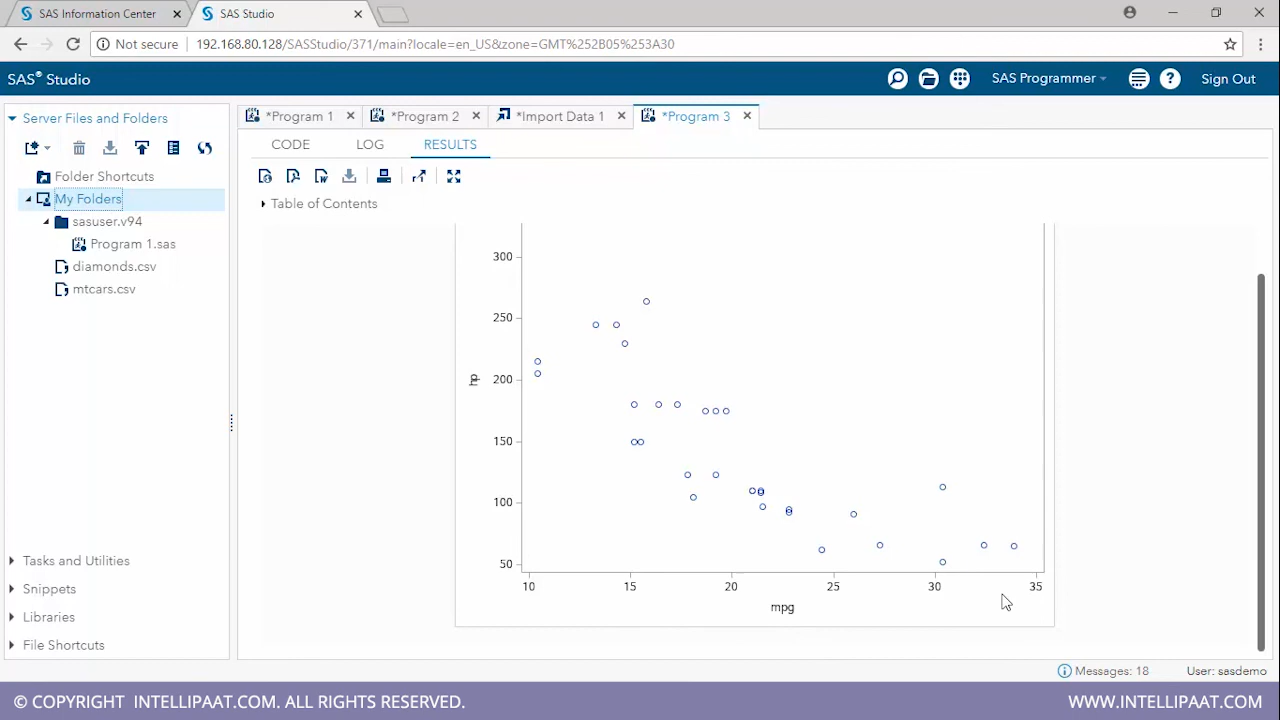 SAS Information Center
SAS Studio
Not secure
192.168.80.128/SASStudio/371/main?locale=en_US&zone=GMT%252B05%253A30
SAS® Studio
SAS Programmer
Sign Out
Server Files and Folders
Folder Shortcuts
My Folders
sasuser.v94
Program 1.sas
diamonds.csv
mtcars.csv
Tasks and Utilities
Snippets
Libraries
File Shortcuts
*Program 1
*Program 2
*Import Data 1
*Program 3
CODE
LOG
RESULTS
Table of Contents
300
250
200
150
100
50
hp
10
15
20
25
30
35
mpg
Messages: 18
User: sasdemo
© COPYRIGHT INTELLIPAAT.COM. ALL RIGHTS RESERVED.
WWW.INTELLIPAAT.COM